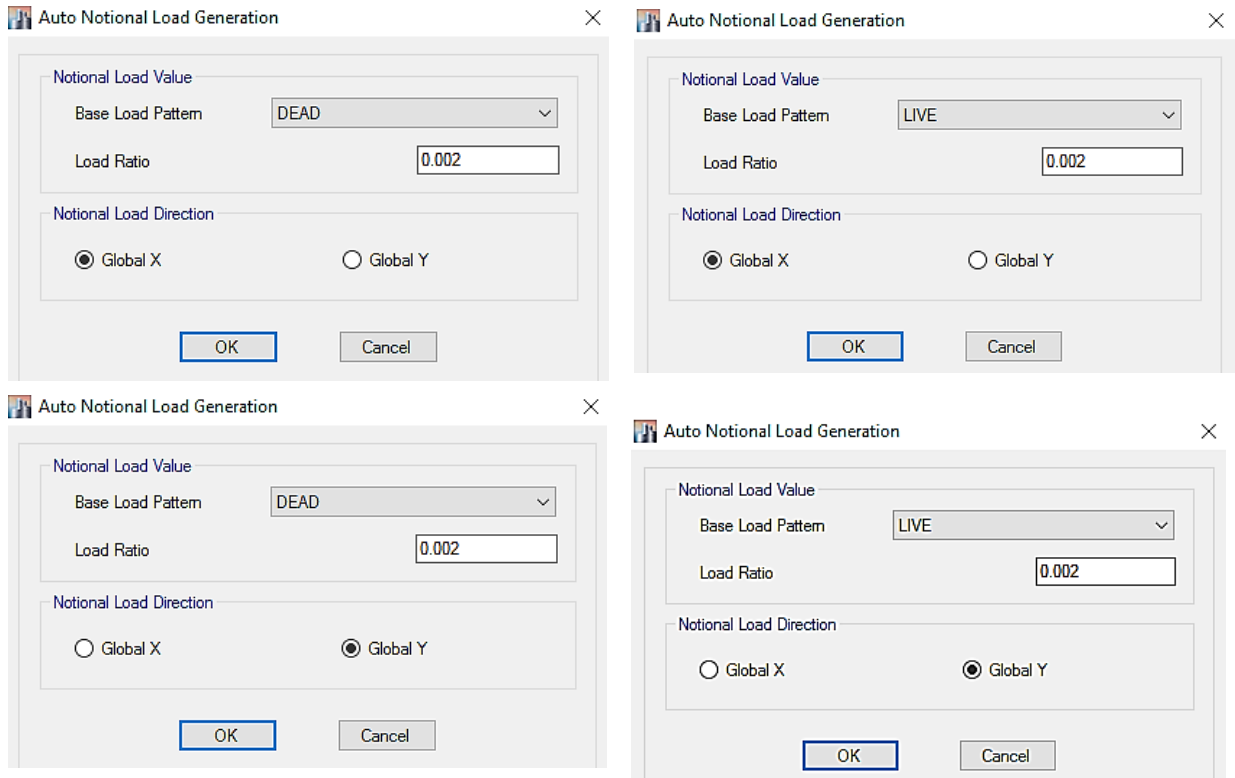 Auto Notional Load Generation
Notional Load Value
Base Load Pattern DEAD
Load Ratio 0.002
Notional Load Direction
Global X Global Y
OK Cancel
Auto Notional Load Generation
Notional Load Value
Base Load Pattern LIVE
Load Ratio 0.002
Notional Load Direction
Global X Global Y
OK Cancel
Auto Notional Load Generation
Notional Load Value
Base Load Pattern DEAD
Load Ratio 0.002
Notional Load Direction
Global X Global Y
OK Cancel
Auto Notional Load Generation
Notional Load Value
Base Load Pattern LIVE
Load Ratio 0.002
Notional Load Direction
Global X Global Y
OK Cancel